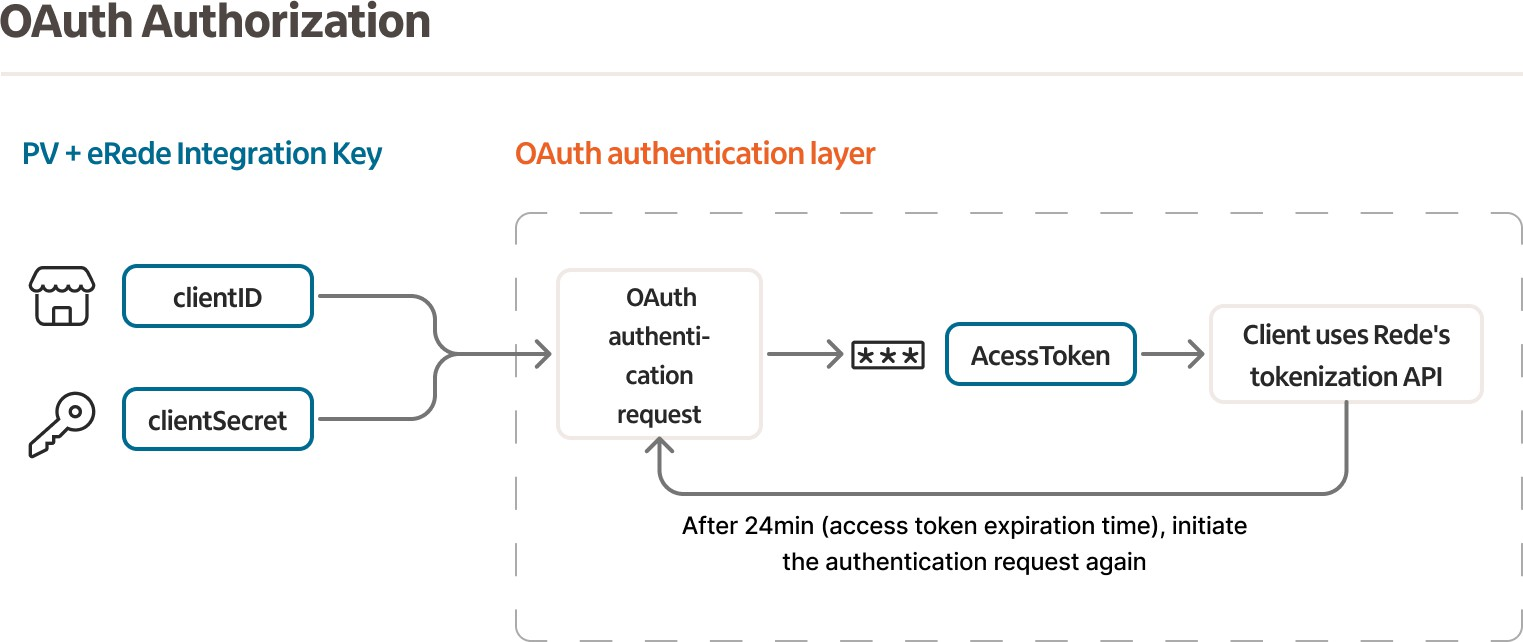 OAuth Authorization
PV + eRede Integration Key
OAuth authentication layer
clientID
clientSecret
OAuth
authenti-
cation
request
***
AcessToken
Client uses Rede's
tokenization API
After 24min (access token expiration time), initiate
the authentication request again